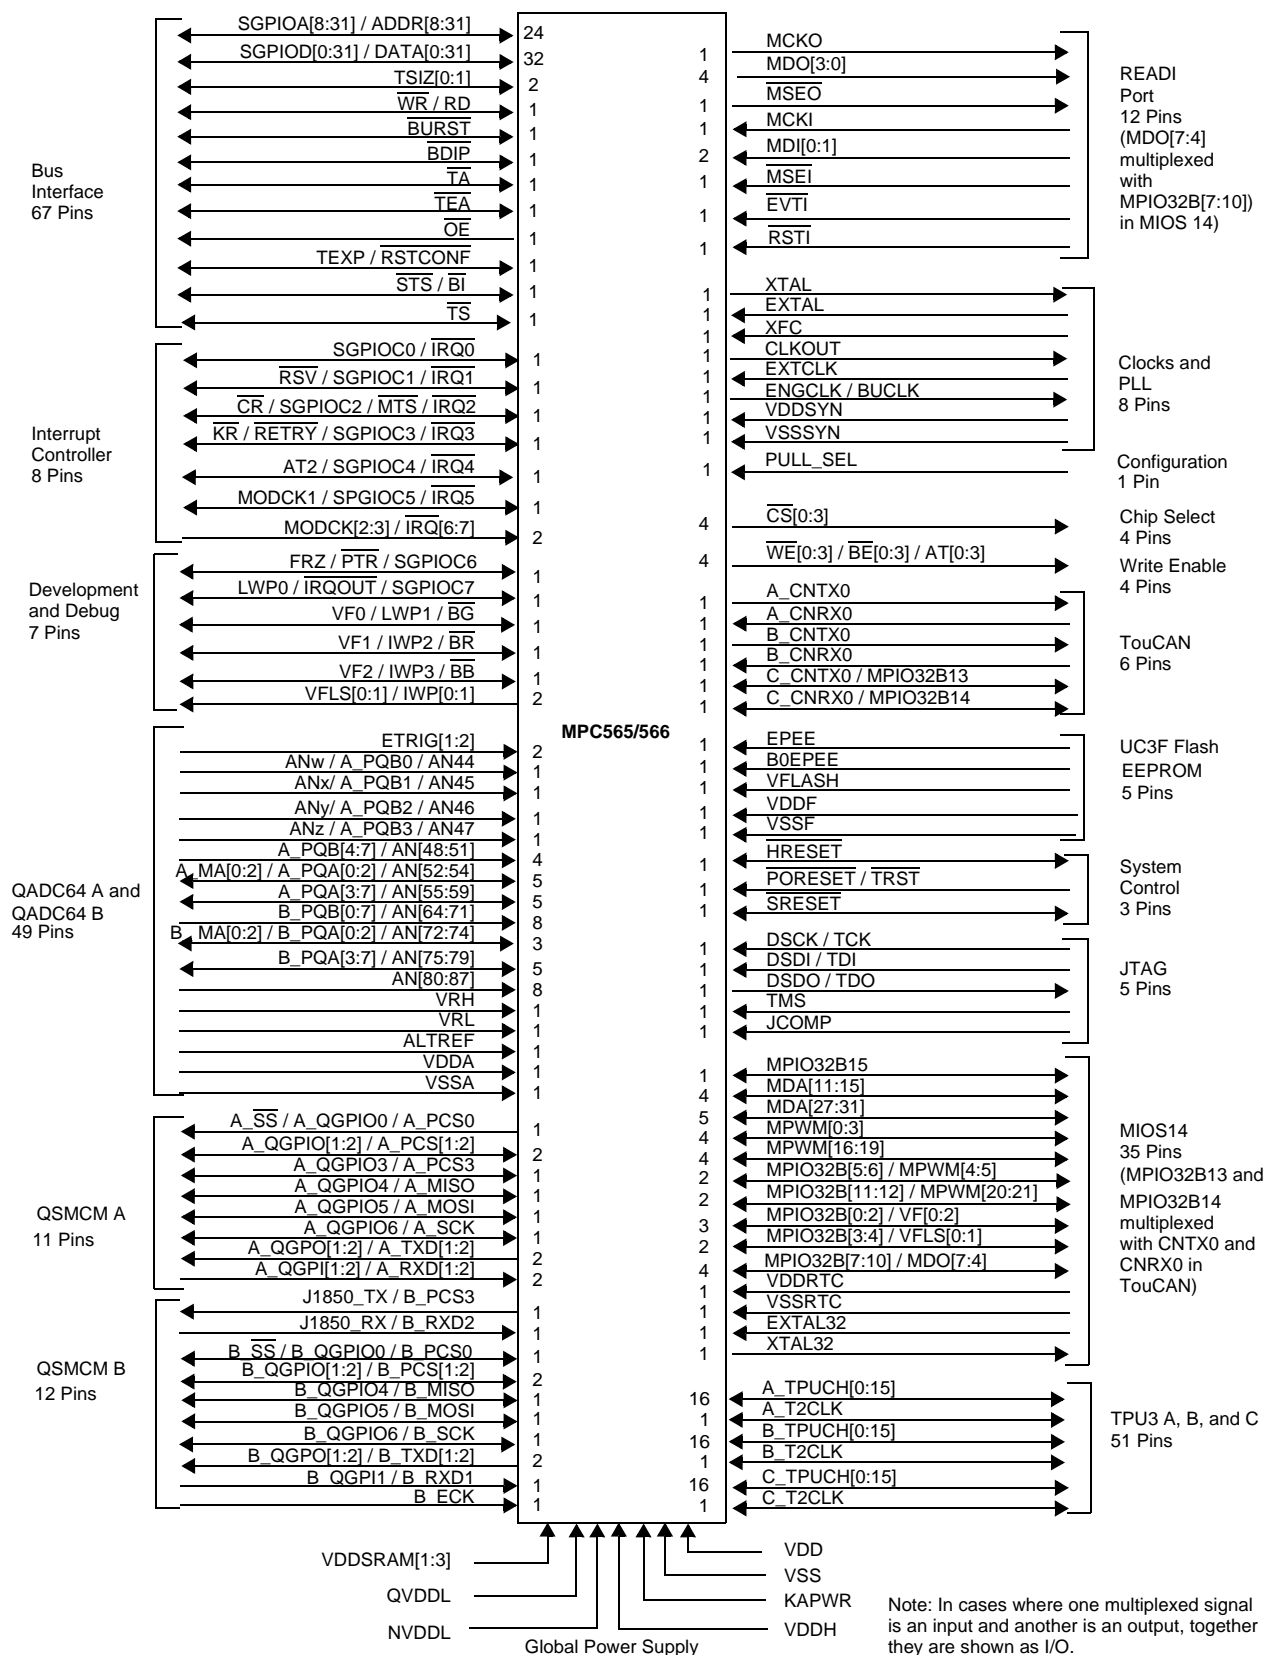 SGPIOA[8:31] / ADDR[8:31]
24
SGPIOD[0:31] / DATA[0:31]
32
TSIZ[0:1]
2
WR / RD
1
BURST
1
BDIP
1
TA
1
TEA
1
OE
1
TEXP / RSTCONF
1
STS / BI
1
TS
1
Bus
Interface
67 Pins
SGPIOC0 / IRQ0
1
RSV / SGPIOC1 / IRQ1
1
CR / SGPIOC2 / MTS / IRQ2
1
KR / RETRY / SGPIOC3 / IRQ3
1
AT2 / SGPIOC4 / IRQ4
1
MODCK1 / SPGIOC5 / IRQ5
1
MODCK[2:3] / IRQ[6:7]
2
Interrupt
Controller
8 Pins
FRZ / PTR / SGPIOC6
1
LWP0 / IRQOUT / SGPIOC7
1
VF0 / LWP1 / BG
1
VF1 / IWP2 / BR
1
VF2 / IWP3 / BB
1
VFLS[0:1] / IWP[0:1]
2
Development
and Debug
7 Pins
ETRIG[1:2]
2
ANw / A_PQB0 / AN44
1
ANx/ A_PQB1 / AN45
1
ANy/ A_PQB2 / AN46
1
ANz / A_PQB3 / AN47
1
A_PQB[4:7] / AN[48:51]
4
A_MA[0:2] / A_PQA[0:2] / AN[52:54]
5
A_PQA[3:7] / AN[55:59]
5
B_PQB[0:7] / AN[64:71]
8
B_MA[0:2] / B_PQA[0:2] / AN[72:74]
3
B_PQA[3:7] / AN[75:79]
5
AN[80:87]
8
VRH
1
VRL
1
ALTREF
1
VDDA
1
VSSA
1
QADC64 A and
QADC64 B
49 Pins
A_SS / A_QGPIO0 / A_PCS0
1
A_QGPIO[1:2] / A_PCS[1:2]
2
A_QGPIO3 / A_PCS3
1
A_QGPIO4 / A_MISO
1
A_QGPIO5 / A_MOSI
1
A_QGPIO6 / A_SCK
1
A_QGPO[1:2] / A_TXD[1:2]
2
A_QGPI[1:2] / A_RXD[1:2]
2
QSMCM A
11 Pins
J1850_TX / B_PCS3
1
J1850_RX / B_RXD2
1
B_SS / B_QGPIO0 / B_PCS0
1
B_QGPIO[1:2] / B_PCS[1:2]
2
B_QGPIO4 / B_MISO
1
B_QGPIO5 / B_MOSI
1
B_QGPIO6 / B_SCK
1
B_QGPO[1:2] / B_TXD[1:2]
2
B_QGPI1 / B_RXD1
1
B_ECK
1
QSMCM B
12 Pins
MPC565/566
MCKO
1
MDO[3:0]
4
MSEO
1
MCKI
1
MDI[0:1]
2
MSEI
1
EVTI
1
RSTI
1
READI
Port
12 Pins
(MDO[7:4]
multiplexed
with
MPIO32B[7:10])
in MIOS 14)
XTAL
1
EXTAL
1
XFC
1
CLKOUT
1
EXTCLK
1
ENGCLK / BUCLK
1
VDDSYN
1
VSSSYN
1
Clocks and
PLL
8 Pins
PULL_SEL
1
Configuration
1 Pin
CS[0:3]
4
Chip Select
4 Pins
WE[0:3] / BE[0:3] / AT[0:3]
4
Write Enable
4 Pins
A_CNTX0
1
A_CNRX0
1
B_CNTX0
1
B_CNRX0
1
C_CNTX0 / MPIO32B13
1
C_CNRX0 / MPIO32B14
1
TouCAN
6 Pins
EPEE
1
B0EPEE
1
VFLASH
1
VDDF
1
VSSF
1
UC3F Flash
EEPROM
5 Pins
HRESET
1
PORESET / TRST
1
SRESET
1
System
Control
3 Pins
DSCK / TCK
1
DSDI / TDI
1
DSDO / TDO
1
TMS
1
JCOMP
1
JTAG
5 Pins
MPIO32B15
1
MDA[11:15]
4
MDA[27:31]
5
MPWM[0:3]
4
MPWM[16:19]
4
MPIO32B[5:6] / MPWM[4:5]
2
MPIO32B[11:12] / MPWM[20:21]
2
MPIO32B[0:2] / VF[0:2]
3
MPIO32B[3:4] / VFLS[0:1]
2
MPIO32B[7:10] / MDO[7:4]
4
VDDRTC
1
VSSRTC
1
EXTAL32
1
XTAL32
1
MIOS14
35 Pins
(MPIO32B13 and
MPIO32B14
multiplexed
with CNTX0 and
CNRX0 in
TouCAN)
A_TPUCH[0:15]
16
A_T2CLK
1
B_TPUCH[0:15]
16
B_T2CLK
1
C_TPUCH[0:15]
16
C_T2CLK
1
TPU3 A, B, and C
51 Pins
VDDSRAM[1:3]
QVDDL
NVDDL
VDD
VSS
KAPWR
VDDH
Global Power Supply
Note: In cases where one multiplexed signal
is an input and another is an output, together
they are shown as I/O.